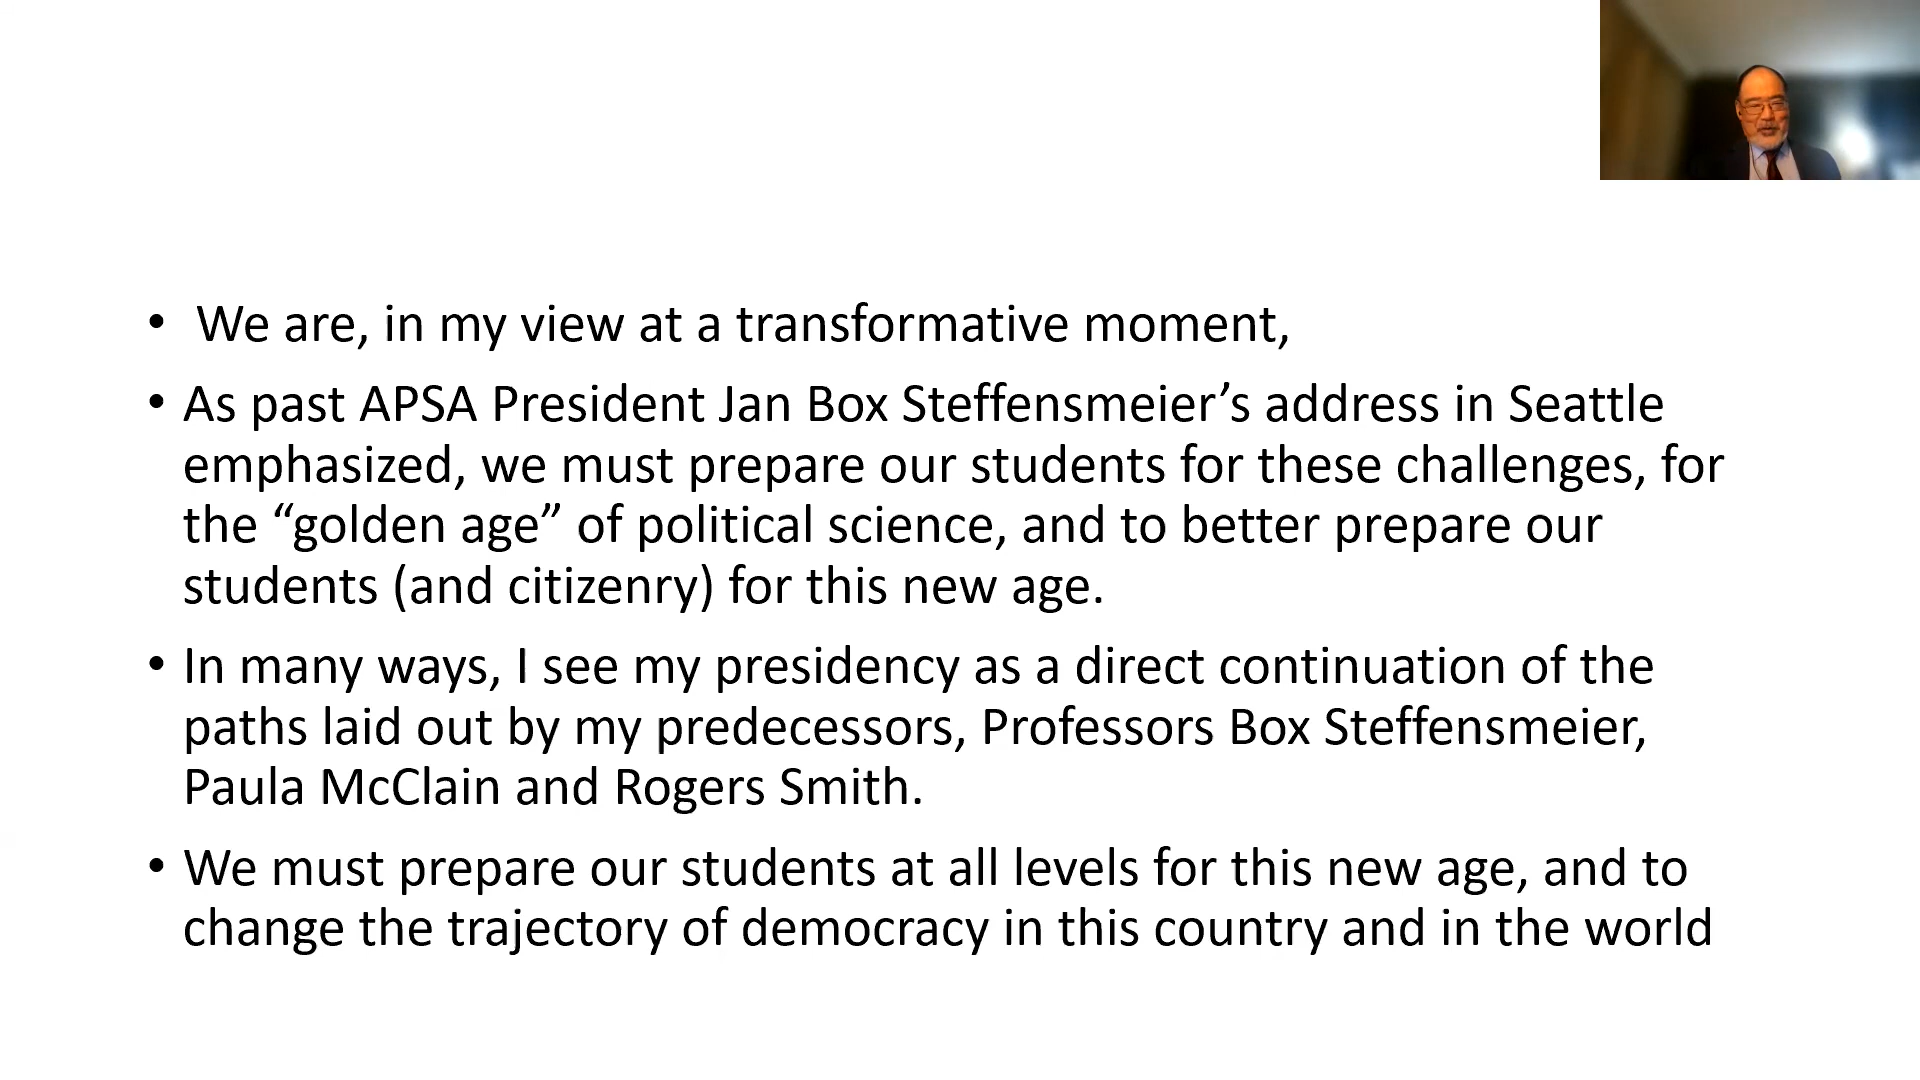 • We are, in my view at a transformative moment,
• As past APSA President Jan Box Steffensmeier’s address in Seattle
emphasized, we must prepare our students for these challenges, for
the “golden age” of political science, and to better prepare our
students (and citizenry) for this new age.
• In many ways, I see my presidency as a direct continuation of the
paths laid out by my predecessors, Professors Box Steffensmeier,
Paula McClain and Rogers Smith.
• We must prepare our students at all levels for this new age, and to
change the trajectory of democracy in this country and in the world